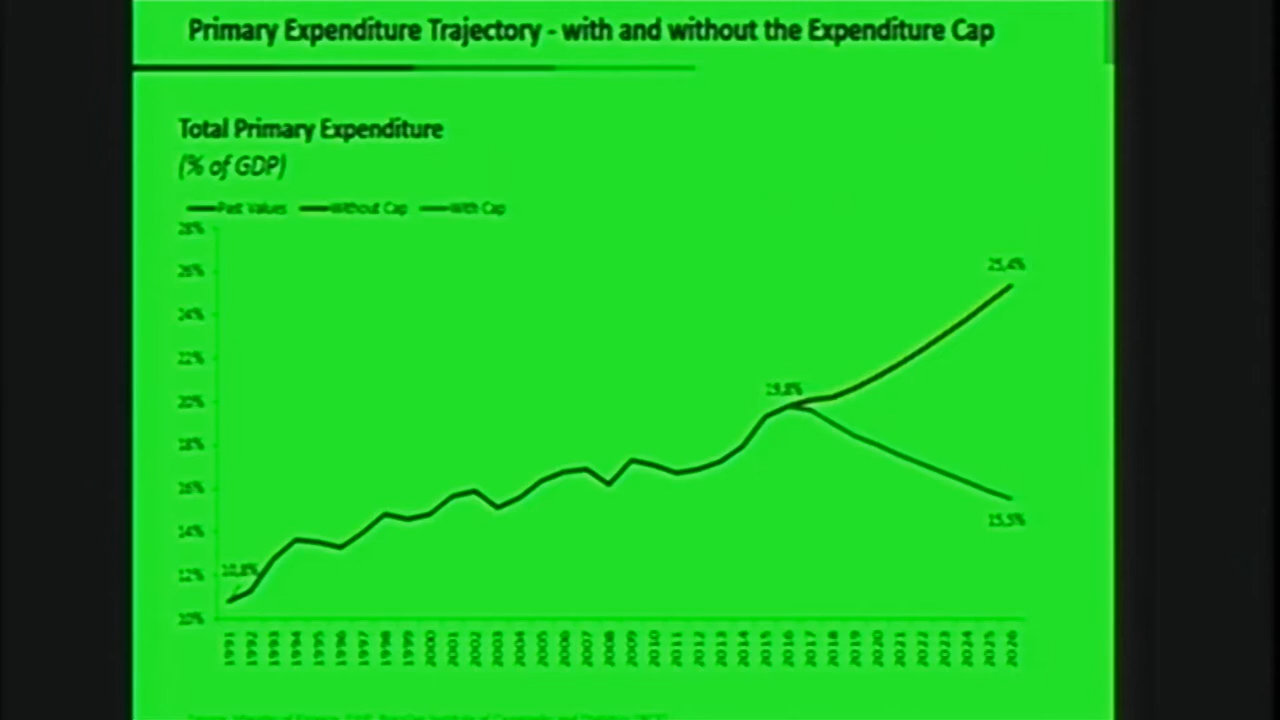 Primary Expenditure Trajectory - with and without the Expenditure Cap
Total Primary Expenditure
(% of GDP)
Past Values Without Cap With Cap
28%
26%
24%
22%
20%
18%
16%
14%
12%
10%
25,4%
19,8%
15,5%
10,8%
1991 1992 1993 1994 1995 1996 1997 1998 1999 2000 2001 2002 2003 2004 2005 2006 2007 2008 2009 2010 2011 2012 2013 2014 2015 2016 2017 2018 2019 2020 2021 2022 2023 2024 2025 2026